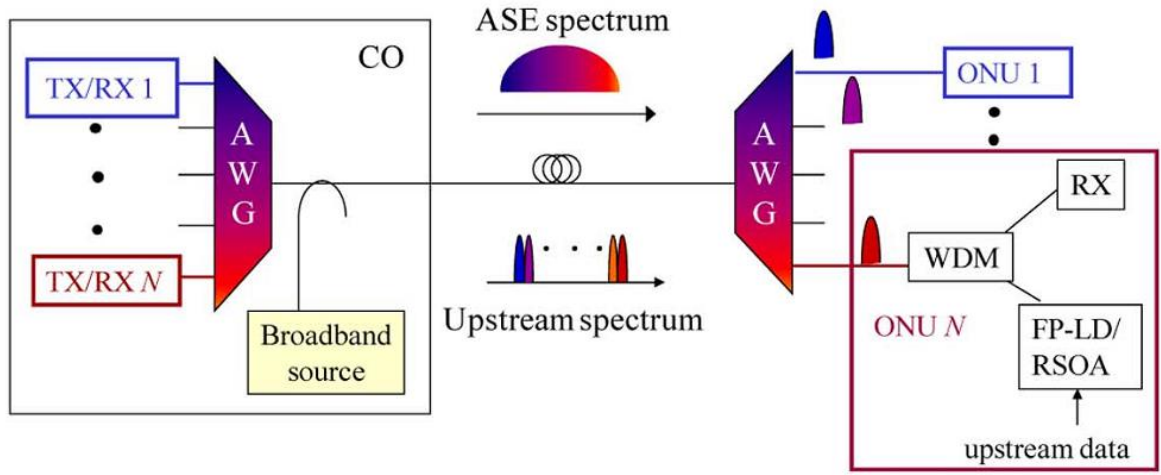 ASE spectrum
CO
TX/RX 1
ONU 1
A
W
G
A
W
G
RX
WDM
TX/RX N
Upstream spectrum
Broadband
source
ONU N
FP-LD/
RSOA
upstream data